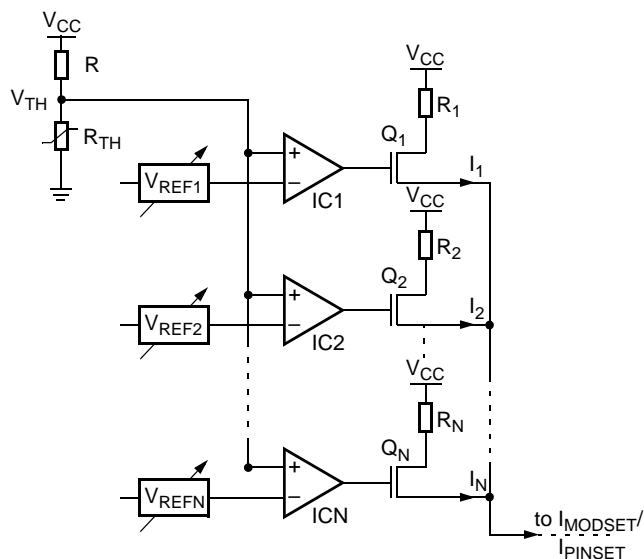 V_CC
R
V_TH
R_TH
V_CC
R_1
Q_1
I_1
+
−
V_REF1
IC1
V_CC
R_2
Q_2
I_2
+
−
V_REF2
IC2
V_CC
R_N
Q_N
I_N
+
−
V_REFN
ICN
to I_MODSET/
I_PINSET